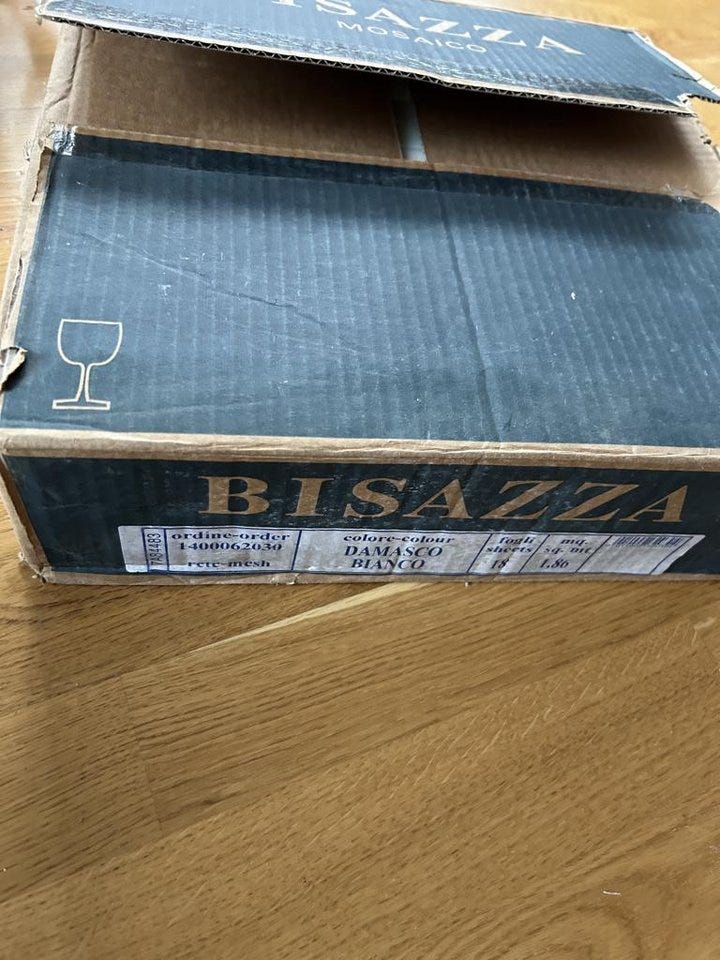 ISAZZA
MOSAICO
BISAZZA
ordine-order
1400062030
rete-mesh
colore-colour
DAMASCO
BIANCO
fogli
sheets
18
mq.
sq. mt
1.86